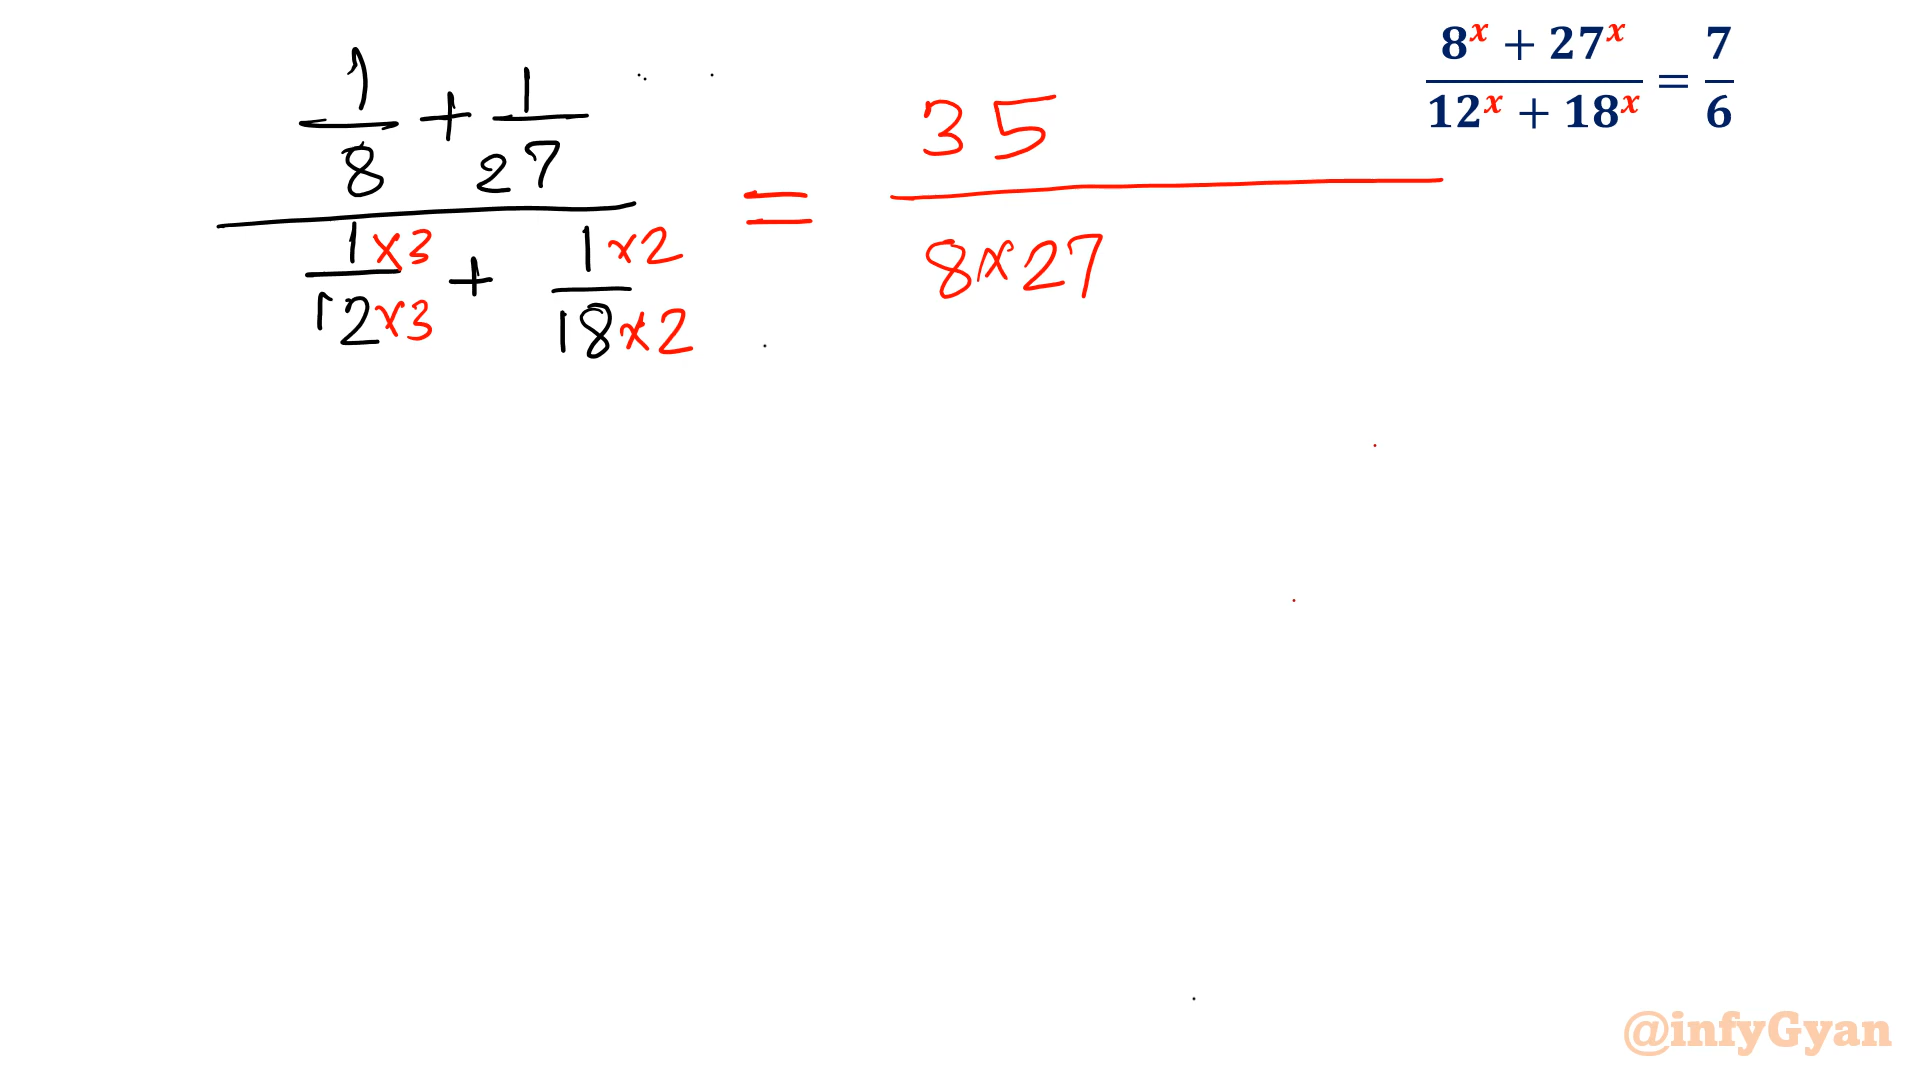 1/8 + 1/27
1×3/12×3 + 1×2/18×2
= 35/8×27
8^x + 27^x / 12^x + 18^x = 7/6
@infyGyan